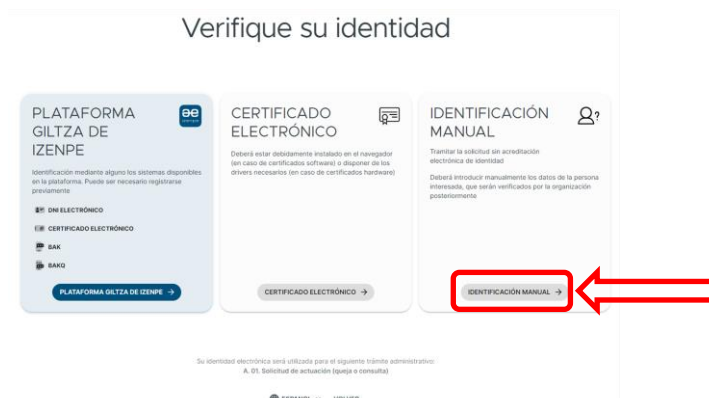 Verifique su identidad
PLATAFORMA
GILTZA DE
IZENPE
Identificación mediante alguno los sistemas disponibles
en la plataforma. Puede ser necesario registrarse
previamente
DNI ELECTRÓNICO
CERTIFICADO ELECTRÓNICO
BAK
BAKQ
PLATAFORMA GILTZA DE IZENPE →
CERTIFICADO
ELECTRÓNICO
Deberá estar debidamente instalado en el navegador
(en caso de certificados software) o disponer de los
drivers necesarios (en caso de certificados hardware)
CERTIFICADO ELECTRÓNICO →
IDENTIFICACIÓN
MANUAL
Tramitar la solicitud sin acreditación
electrónica de identidad
Deberá introducir manualmente los datos de la persona
interesada, que serán verificados por la organización
posteriormente
IDENTIFICACIÓN MANUAL →
Su identidad electrónica será utilizada para el siguiente trámite administrativo:
A. 01. Solicitud de actuación (queja o consulta)